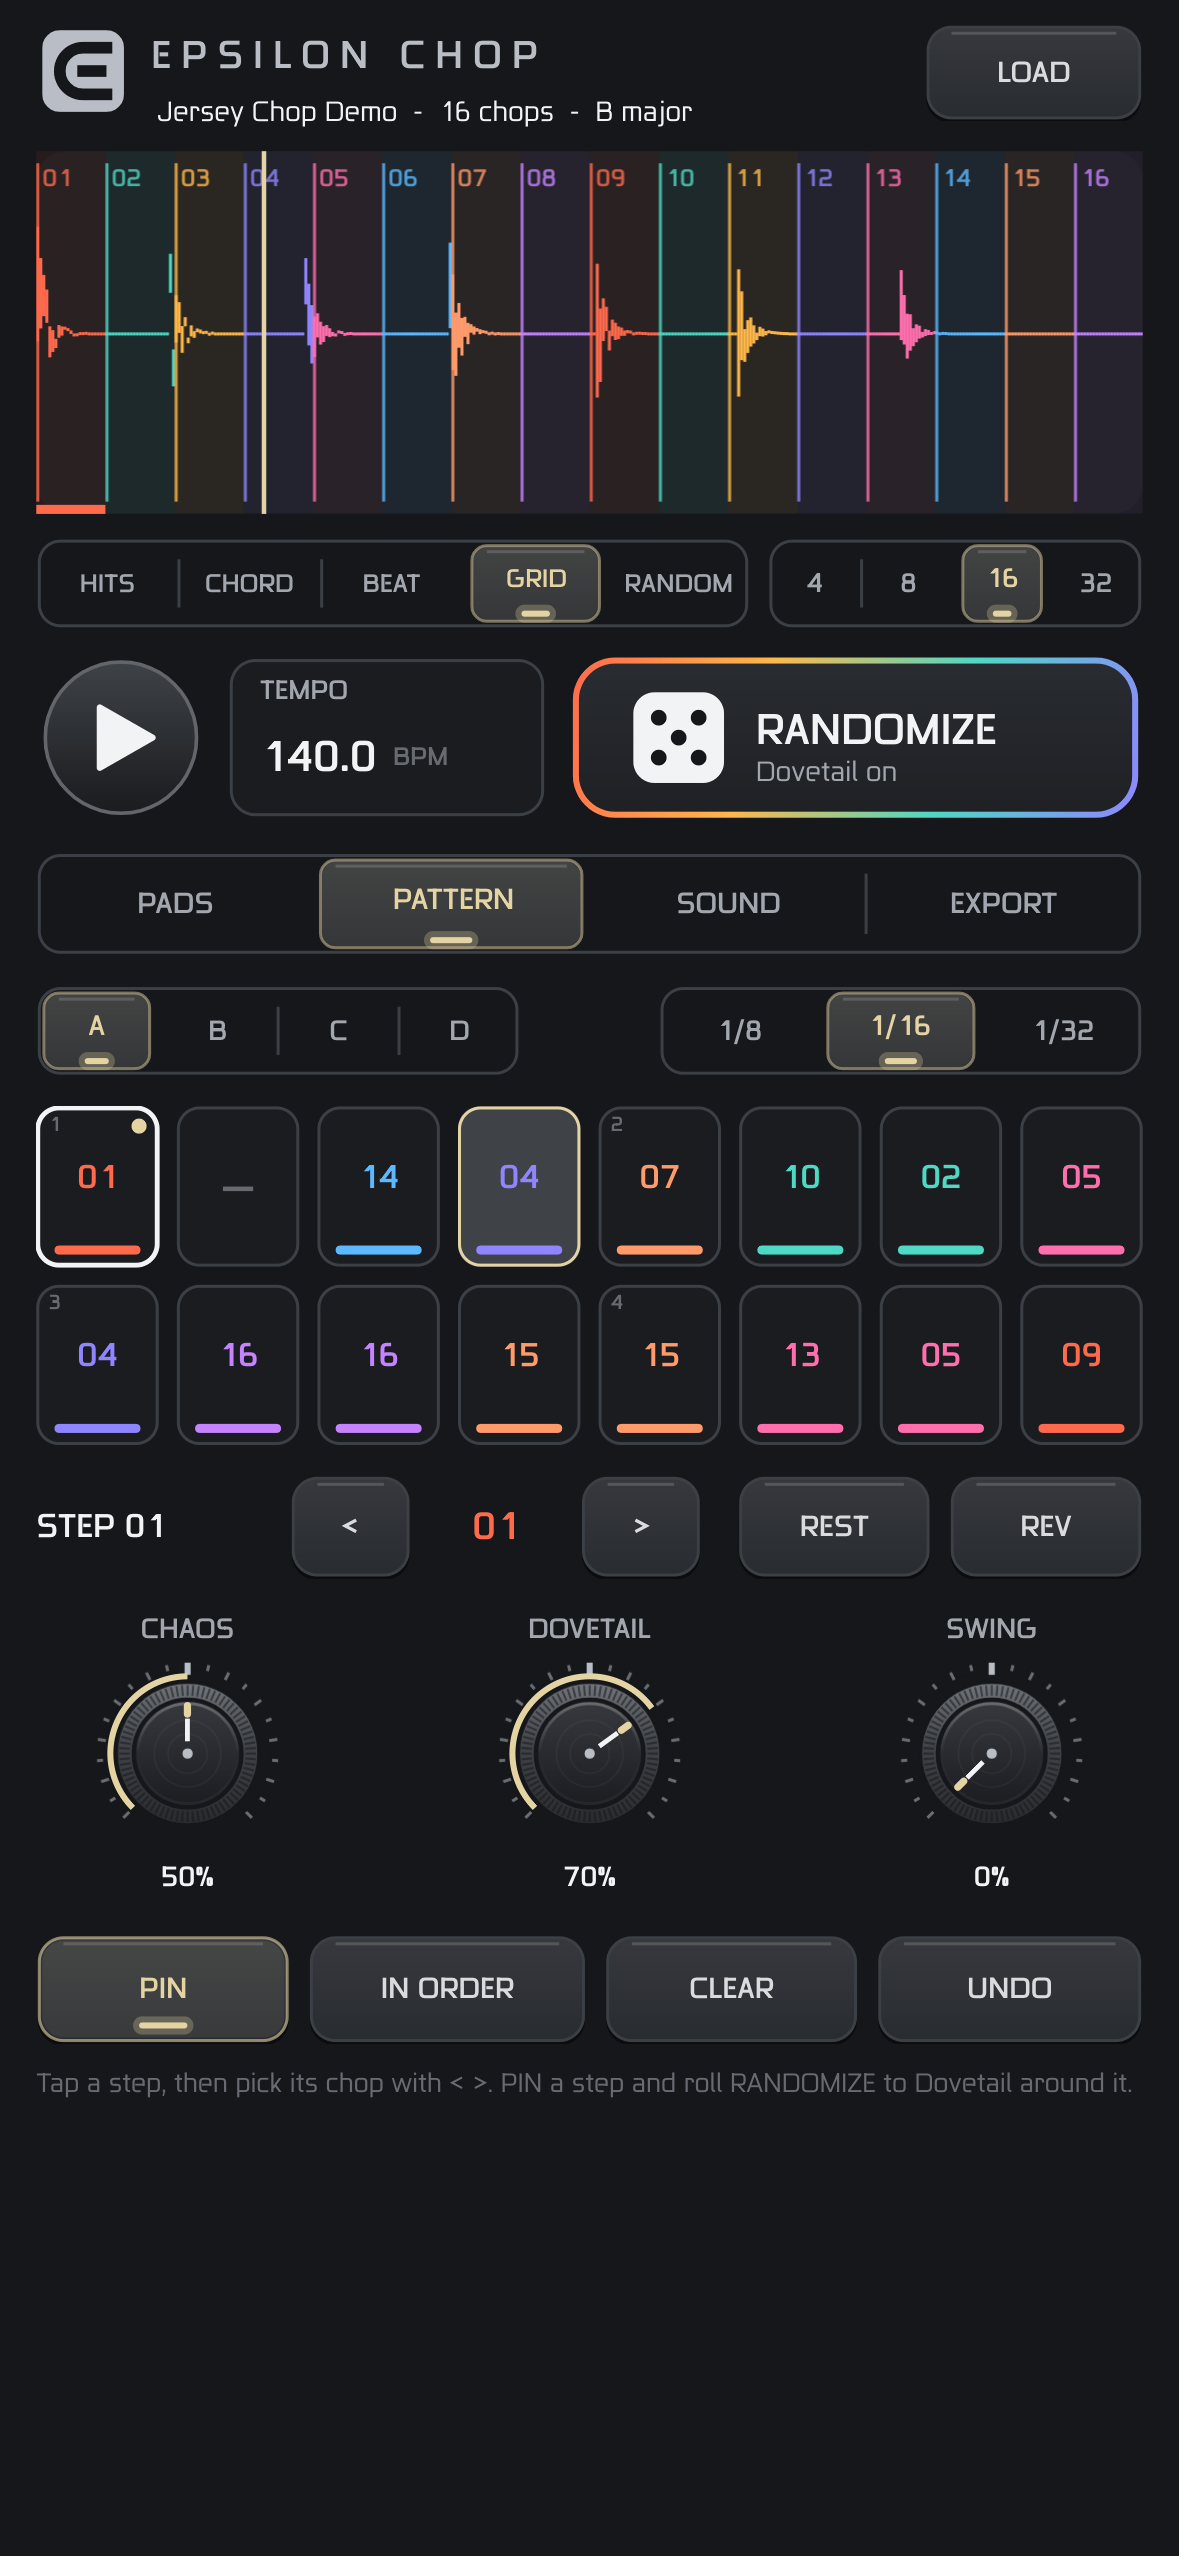 EPSILON CHOP
LOAD
Jersey Chop Demo - 16 chops - B major
01 02 03 04 05 06 07 08 09 10 11 12 13 14 15 16
HITS CHORD BEAT GRID RANDOM 4 8 16 32
TEMPO
140.0 BPM
RANDOMIZE
Dovetail on
PADS PATTERN SOUND EXPORT
A B C D 1/8 1/16 1/32
1 2
01 _ 14 04 07 10 02 05
3 4
04 16 16 15 15 13 05 09
STEP 01 < 01 > REST REV
CHAOS DOVETAIL SWING
50% 70% 0%
PIN IN ORDER CLEAR UNDO
Tap a step, then pick its chop with < >. PIN a step and roll RANDOMIZE to Dovetail around it.